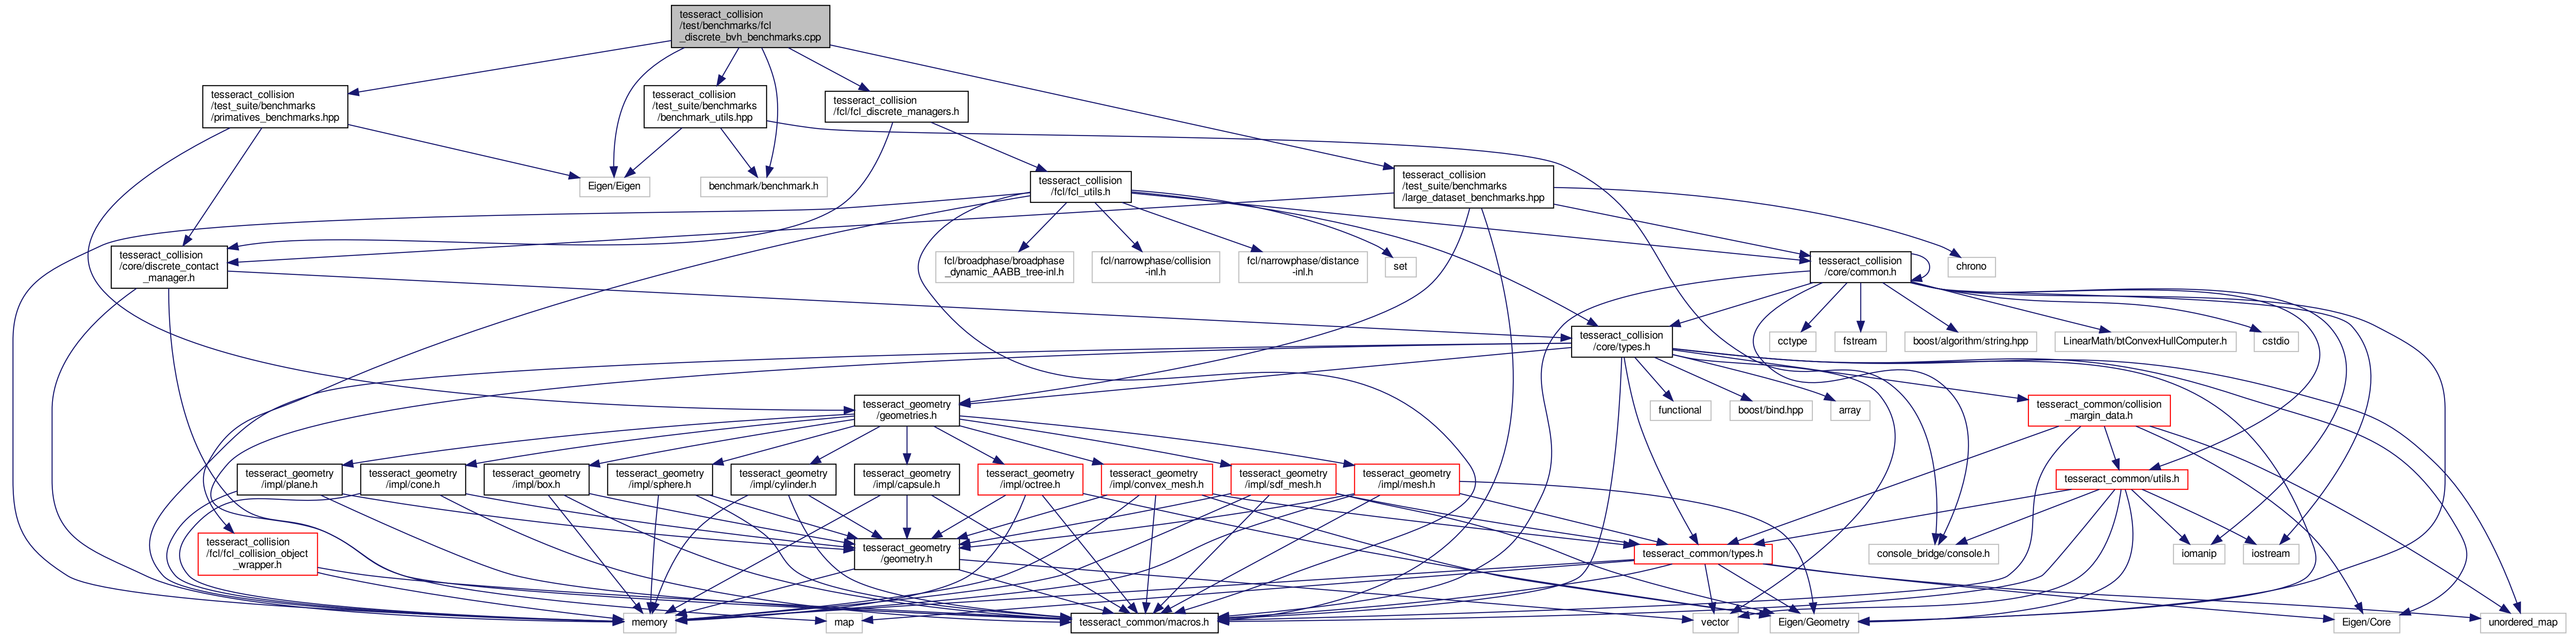 tesseract_collision
/test/benchmarks/fcl
_discrete_bvh_benchmarks.cpp
tesseract_collision
/test_suite/benchmarks
/primatives_benchmarks.hpp
tesseract_collision
/test_suite/benchmarks
/benchmark_utils.hpp
tesseract_collision
/fcl/fcl_discrete_managers.h
Eigen/Eigen
benchmark/benchmark.h
tesseract_collision
/fcl/fcl_utils.h
tesseract_collision
/test_suite/benchmarks
/large_dataset_benchmarks.hpp
tesseract_collision
/core/discrete_contact
_manager.h
fcl/broadphase/broadphase
_dynamic_AABB_tree-inl.h
fcl/narrowphase/collision
-inl.h
fcl/narrowphase/distance
-inl.h
set
tesseract_collision
/core/common.h
chrono
tesseract_collision
/core/types.h
cctype
fstream
boost/algorithm/string.hpp
LinearMath/btConvexHullComputer.h
cstdio
tesseract_geometry
/geometries.h
functional
boost/bind.hpp
array
tesseract_common/collision
_margin_data.h
tesseract_geometry
/impl/plane.h
tesseract_geometry
/impl/cone.h
tesseract_geometry
/impl/box.h
tesseract_geometry
/impl/sphere.h
tesseract_geometry
/impl/cylinder.h
tesseract_geometry
/impl/capsule.h
tesseract_geometry
/impl/octree.h
tesseract_geometry
/impl/convex_mesh.h
tesseract_geometry
/impl/sdf_mesh.h
tesseract_geometry
/impl/mesh.h
tesseract_common/utils.h
tesseract_collision
/fcl/fcl_collision_object
_wrapper.h
tesseract_geometry
/geometry.h
tesseract_common/types.h
console_bridge/console.h
iomanip
iostream
memory
map
tesseract_common/macros.h
vector
Eigen/Geometry
Eigen/Core
unordered_map